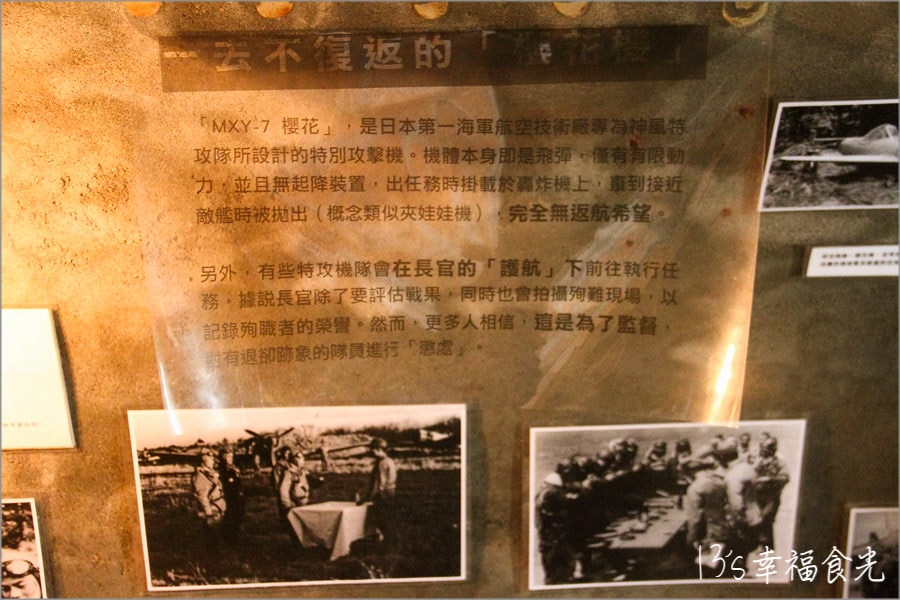 一去不復返的「櫻花機」
「MXY-7 櫻花」，是日本第一海軍航空技術廠專為神風特
攻隊所設計的特別攻擊機。機體本身即是飛彈，僅有有限動
力，並且無起降裝置，出任務時掛載於轟炸機上，直到接近
敵艦時被拋出（概念類似夾娃娃機），完全無返航希望。
另外，有些特攻機隊會在長官的「護航」下前往執行任
務，據說長官除了要評估戰果，同時也會拍攝殉難現場，以
記錄殉職者的榮譽。然而，更多人相信，這是為了監督，
對有退卻跡象的隊員進行「懲處」。
13's幸福食光